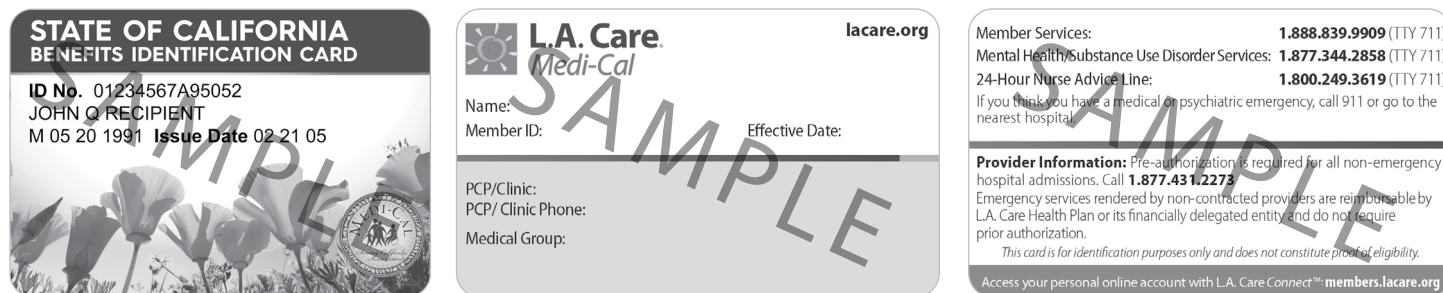 STATE OF CALIFORNIA
BENEFITS IDENTIFICATION CARD
ID No. 01234567A95052
JOHN Q RECIPIENT
M 05 20 1991 Issue Date 02 21 05
MEDI-CAL
SAMPLE
L.A. Care®
Medi-Cal
lacare.org
Name:
Member ID: Effective Date:
PCP/Clinic:
PCP/ Clinic Phone:
Medical Group:
SAMPLE
Member Services: 1.888.839.9909 (TTY 711)
Mental Health/Substance Use Disorder Services: 1.877.344.2858 (TTY 711)
24-Hour Nurse Advice Line: 1.800.249.3619 (TTY 711)
If you think you have a medical or psychiatric emergency, call 911 or go to the
nearest hospital.
Provider Information: Pre-authorization is required for all non-emergency
hospital admissions. Call 1.877.431.2273
Emergency services rendered by non-contracted providers are reimbursable by
L.A. Care Health Plan or its financially delegated entity and do not require
prior authorization.
This card is for identification purposes only and does not constitute proof of eligibility.
Access your personal online account with L.A. Care Connect™: members.lacare.org
SAMPLE